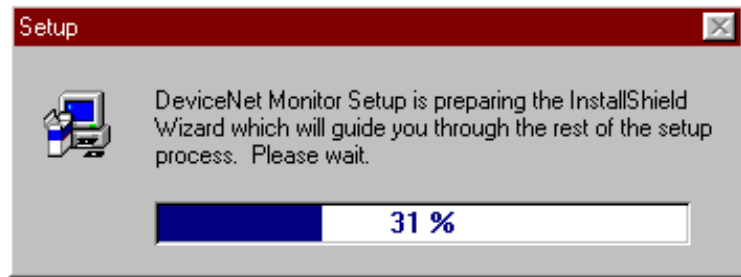 Setup
DeviceNet Monitor Setup is preparing the InstallShield
Wizard which will guide you through the rest of the setup
process.  Please wait.
31 %